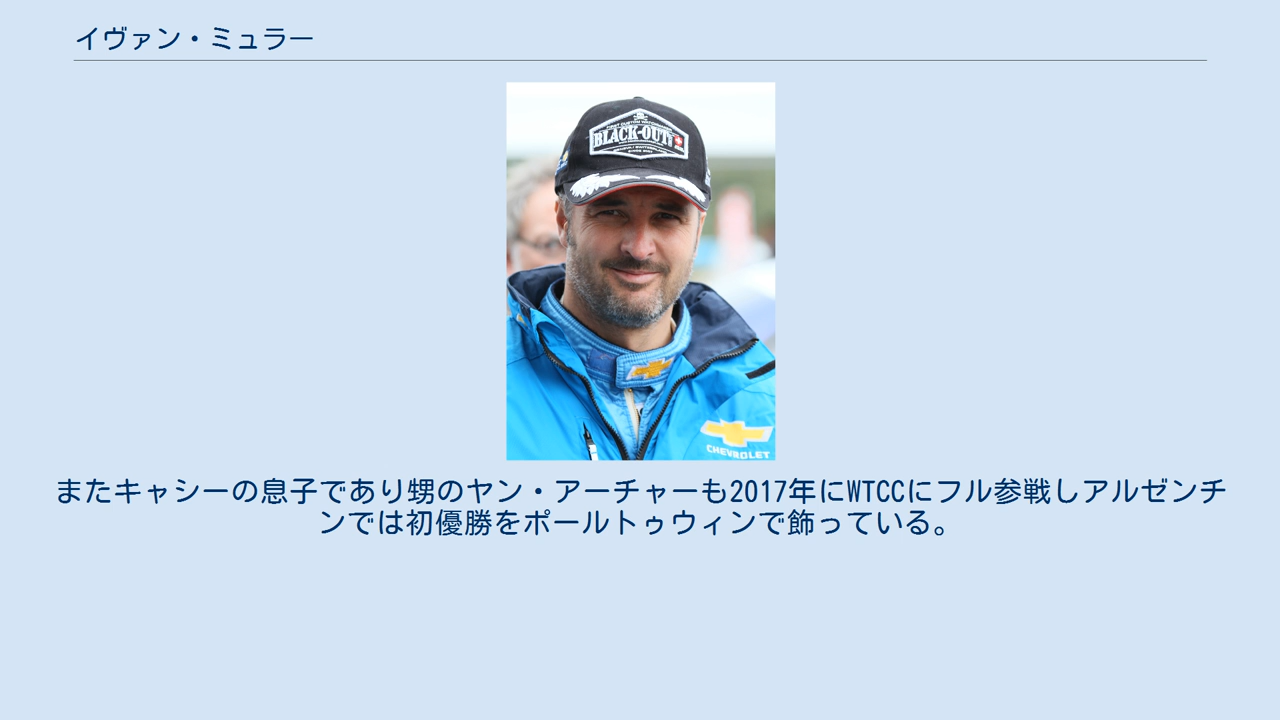 イヴァン・ミュラー
BLACK-OUT
CHEVROLET
またキャシーの息子であり甥のヤン・アーチャーも2017年にWTCCにフル参戦しアルゼンチ
ンでは初優勝をポールトゥウィンで飾っている。